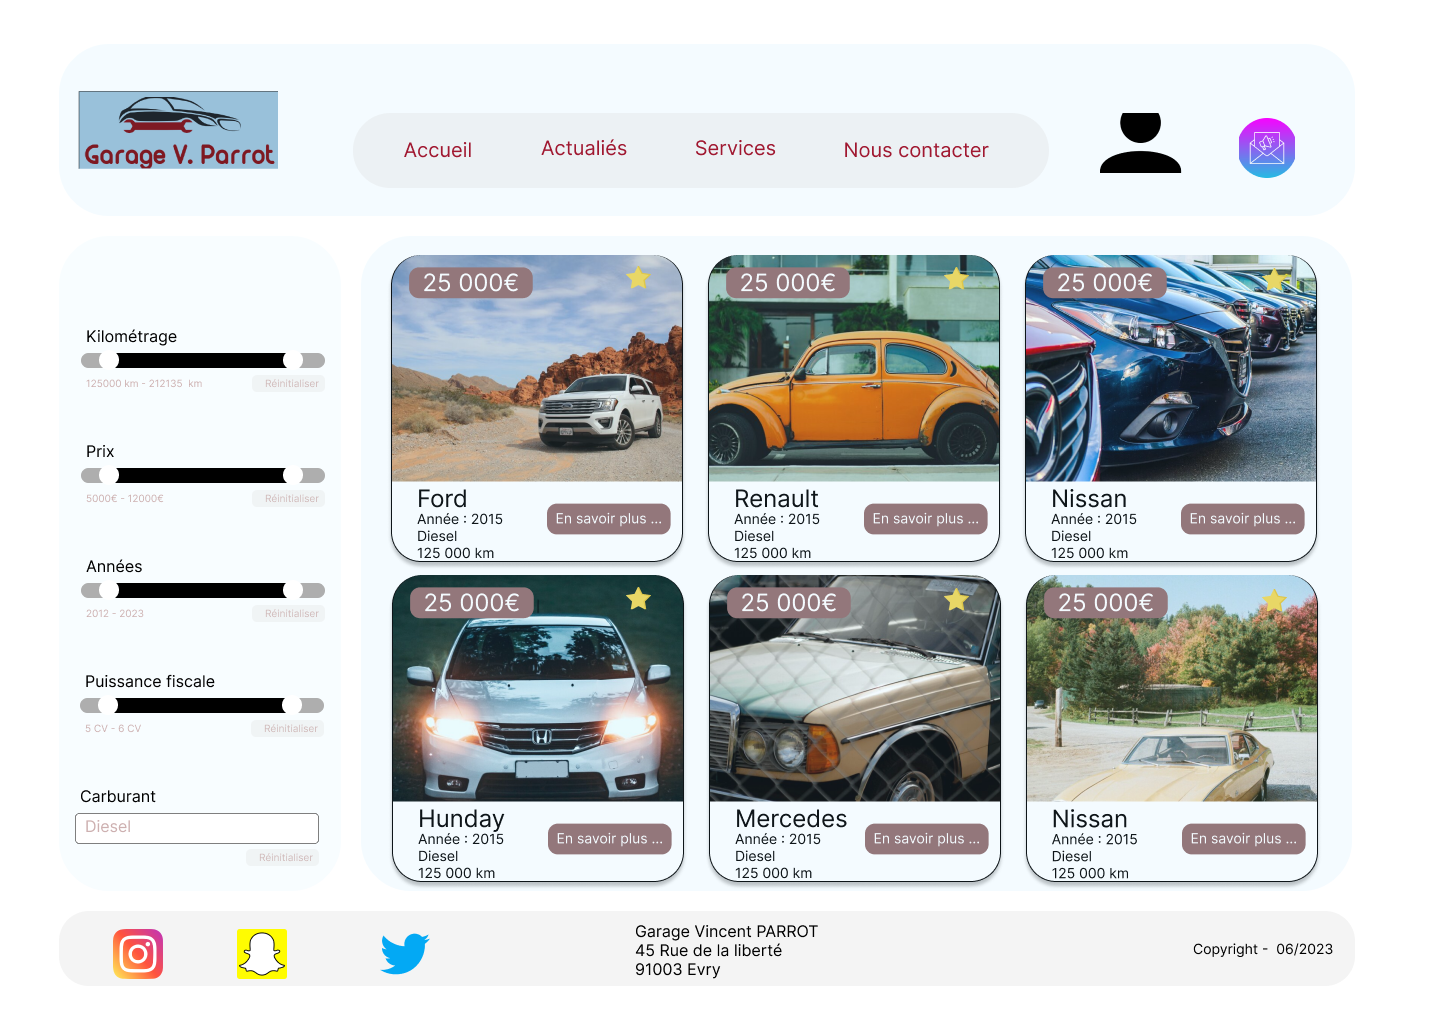 Garage V. Parrot
Accueil
Actualiés
Services
Nous contacter
Kilométrage
125000 km - 212135 km
Réinitialiser
Prix
5000€ - 12000€
Réinitialiser
Années
2012 - 2023
Réinitialiser
Puissance fiscale
5 CV - 6 CV
Réinitialiser
Carburant
Diesel
Réinitialiser
25 000€
Ford
Année : 2015
Diesel
125 000 km
En savoir plus ...
25 000€
Renault
Année : 2015
Diesel
125 000 km
En savoir plus ...
25 000€
Nissan
Année : 2015
Diesel
125 000 km
En savoir plus ...
25 000€
Hunday
Année : 2015
Diesel
125 000 km
En savoir plus ...
25 000€
Mercedes
Année : 2015
Diesel
125 000 km
En savoir plus ...
25 000€
Nissan
Année : 2015
Diesel
125 000 km
En savoir plus ...
Garage Vincent PARROT
45 Rue de la liberté
91003 Evry
Copyright - 06/2023